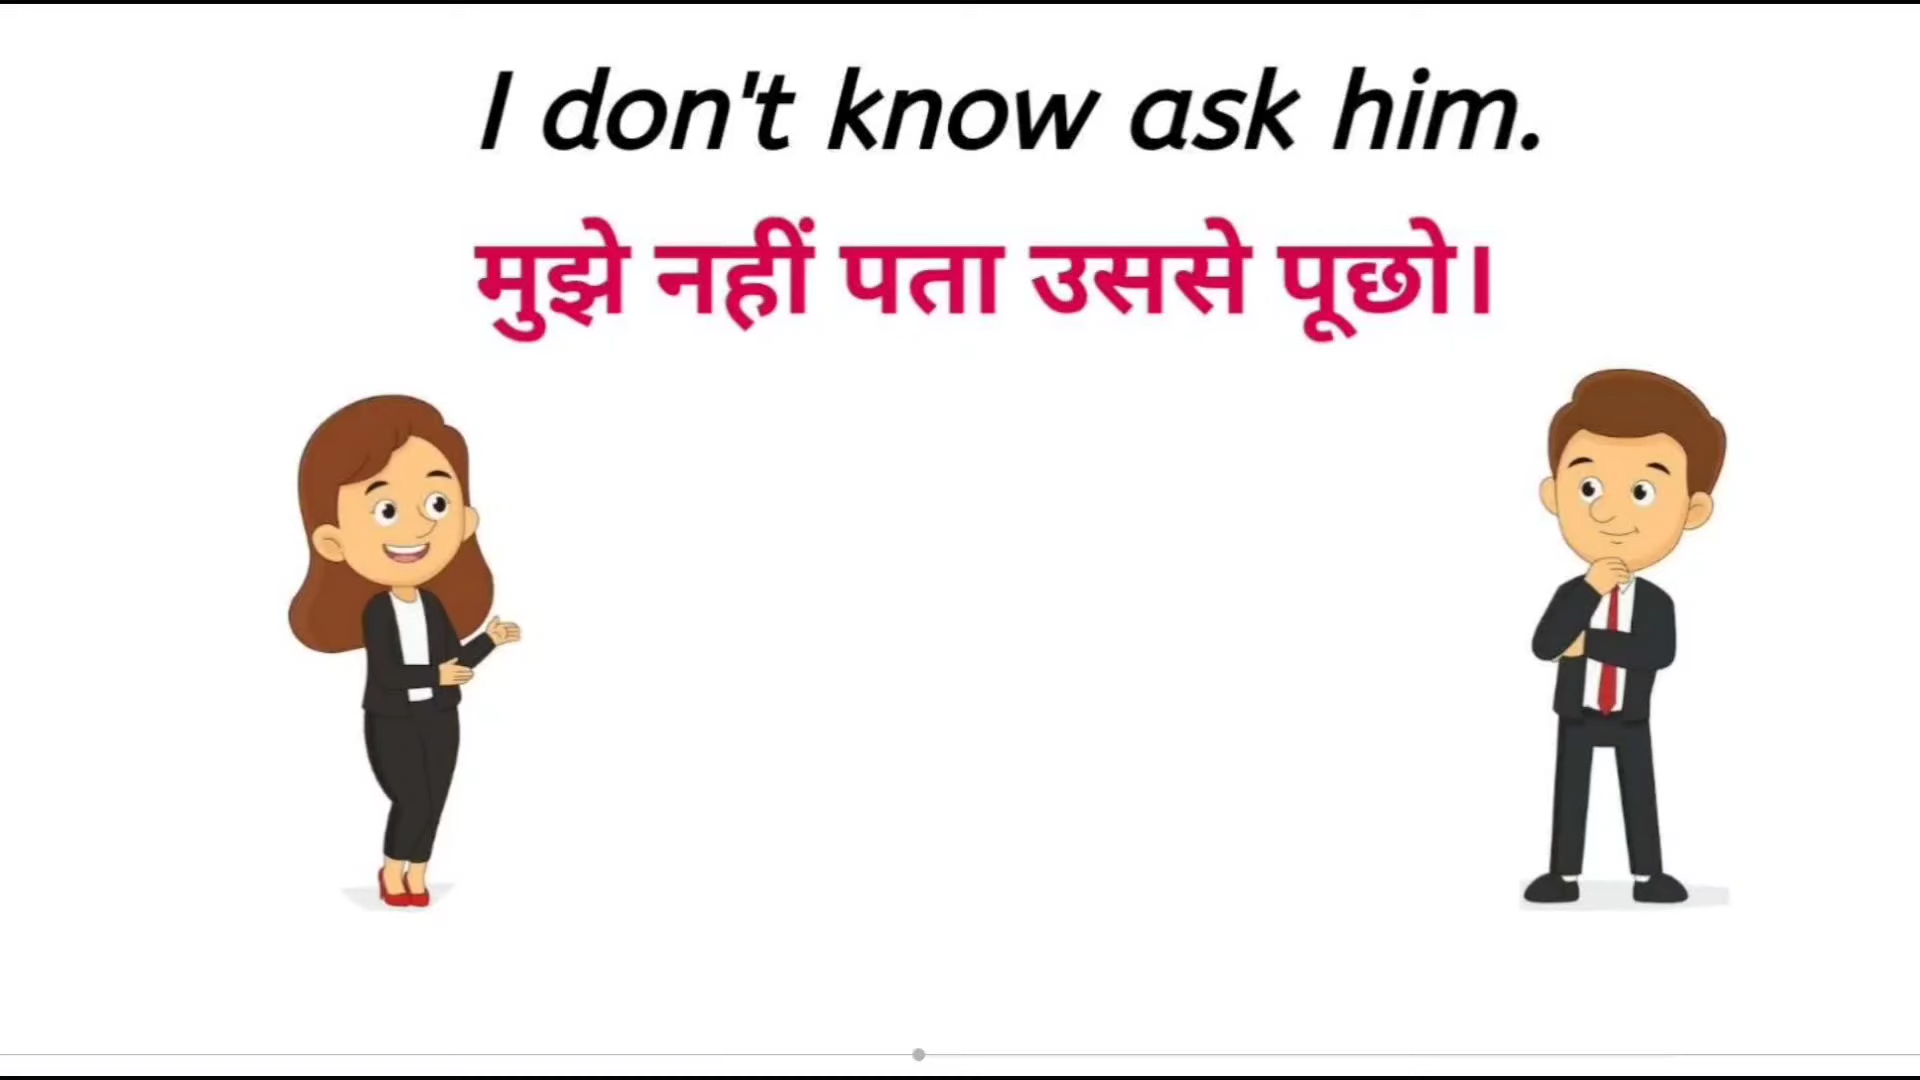 I don't know ask him.
मुझे नहीं पता उससे पूछो।